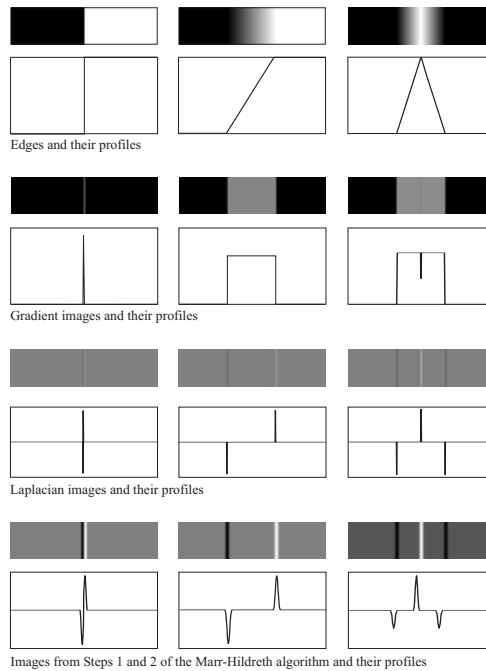 Edges and their profiles
Gradient images and their profiles
Laplacian images and their profiles
Images from Steps 1 and 2 of the Marr-Hildreth algorithm and their profiles